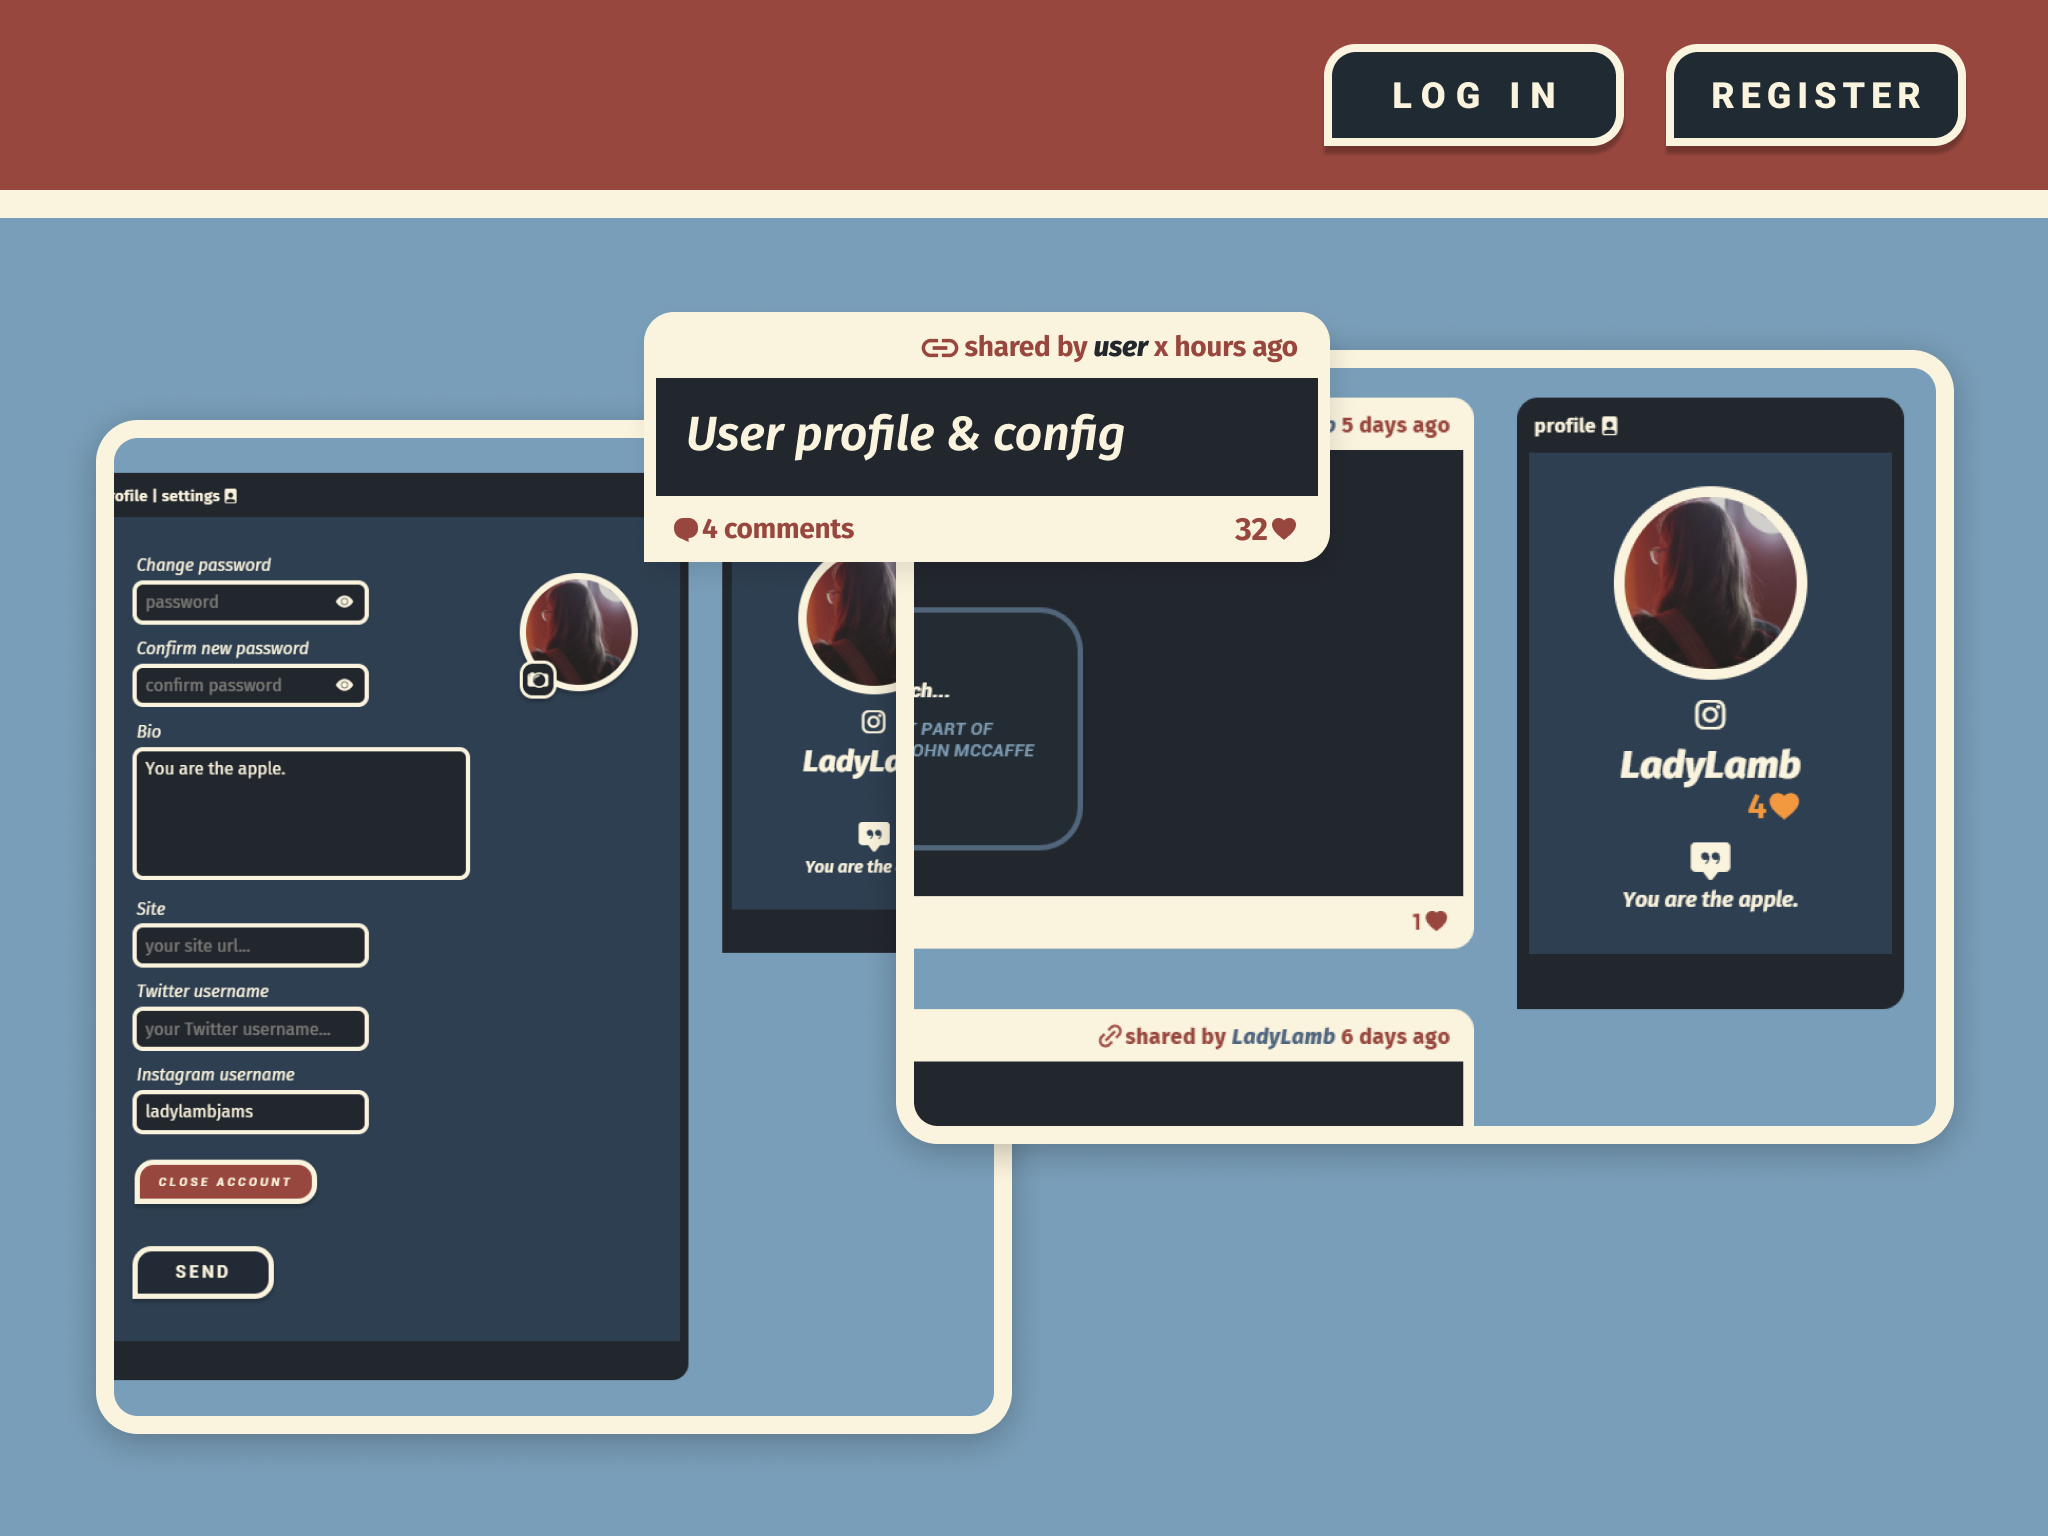 LOG IN
REGISTER
shared by user x hours ago
User profile & config
4 comments
32
profile | settings
Change password
password
Confirm new password
confirm password
Bio
You are the apple.
Site
your site url...
Twitter username
your Twitter username...
Instagram username
ladylambjams
CLOSE ACCOUNT
SEND
LadyLa
You are the
5 days ago
ch...
PART OF
OHN MCCAFFE
1
shared by LadyLamb 6 days ago
profile
LadyLamb
4
You are the apple.